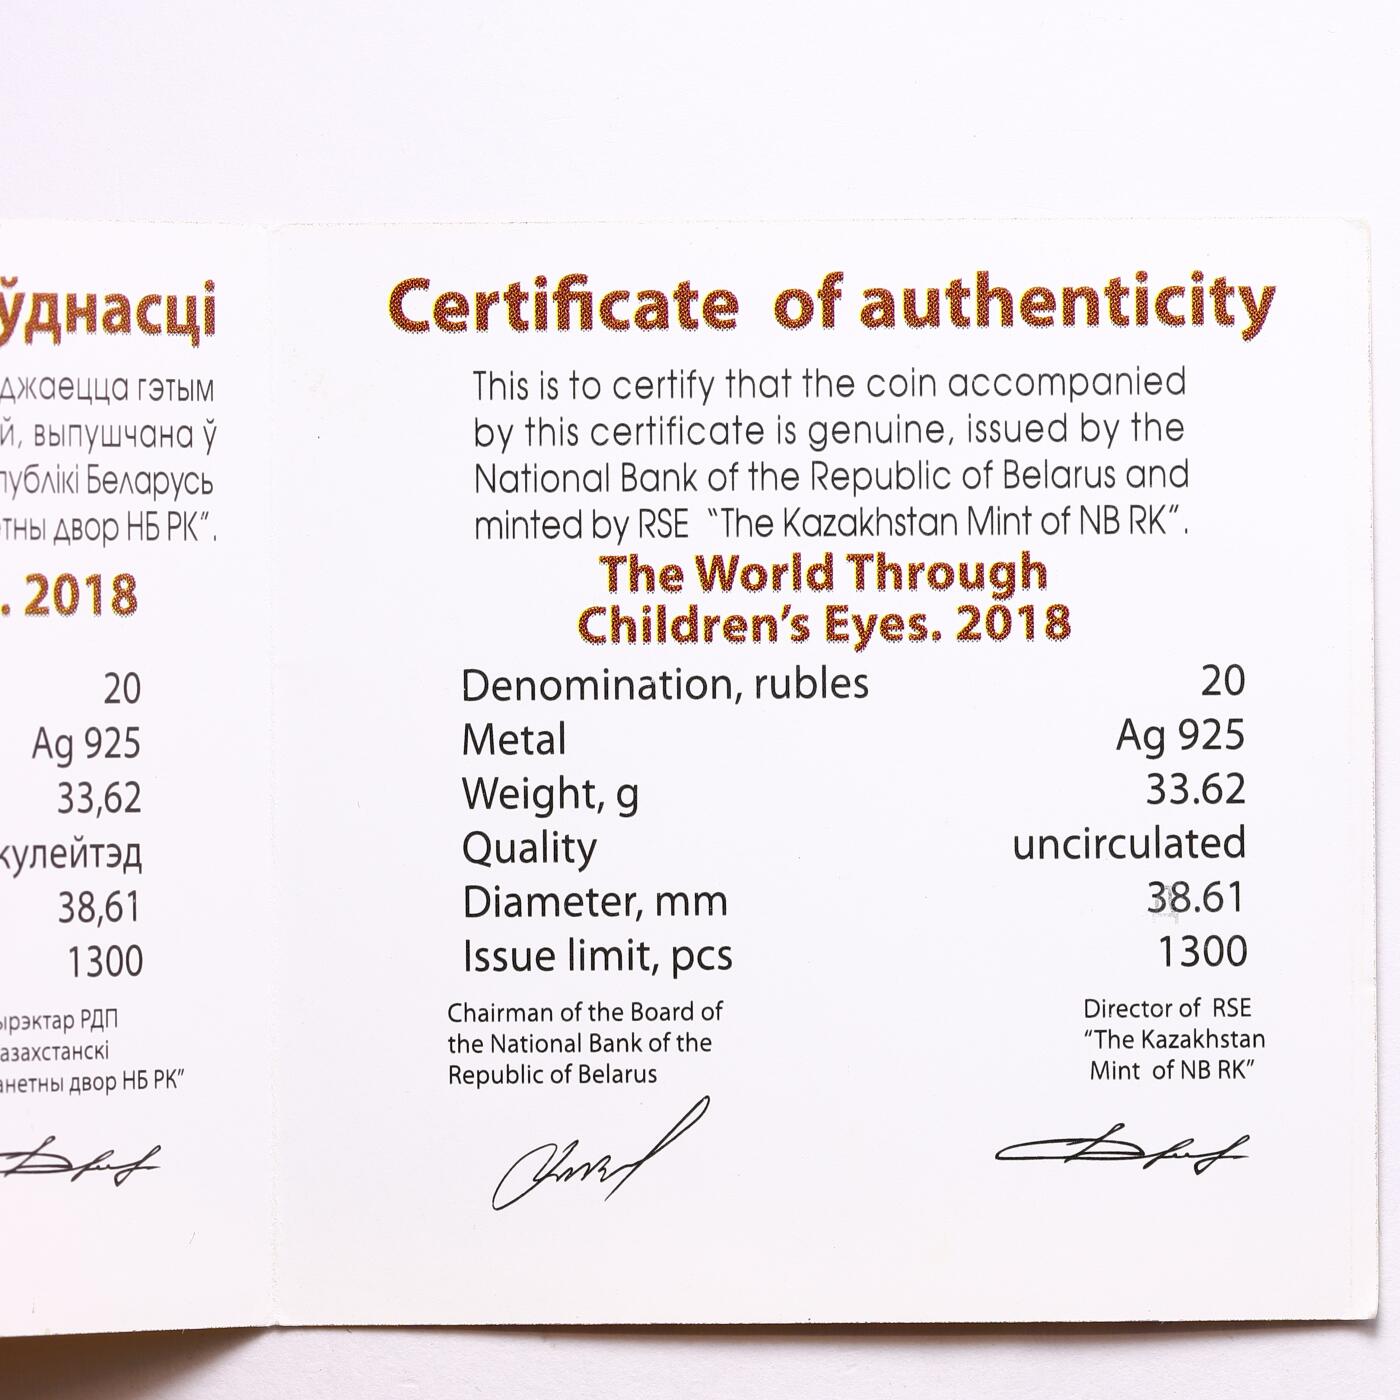 ўднасці
джаецца гэтым
й, выпушчана ў
публікі Беларусь
тны двор НБ РК”.
. 2018
20
Ag 925
33,62
кулейтэд
38,61
1300
ырэктар РДП
азахстанскі
анетны двор НБ РК”
Certificate of authenticity
This is to certify that the coin accompanied
by this certificate is genuine, issued by the
National Bank of the Republic of Belarus and
minted by RSE “The Kazakhstan Mint of NB RK”.
The World Through
Children’s Eyes. 2018
Denomination, rubles 20
Metal Ag 925
Weight, g 33.62
Quality uncirculated
Diameter, mm 38.61
Issue limit, pcs 1300
Chairman of the Board of
the National Bank of the
Republic of Belarus
Director of RSE
“The Kazakhstan
Mint of NB RK”